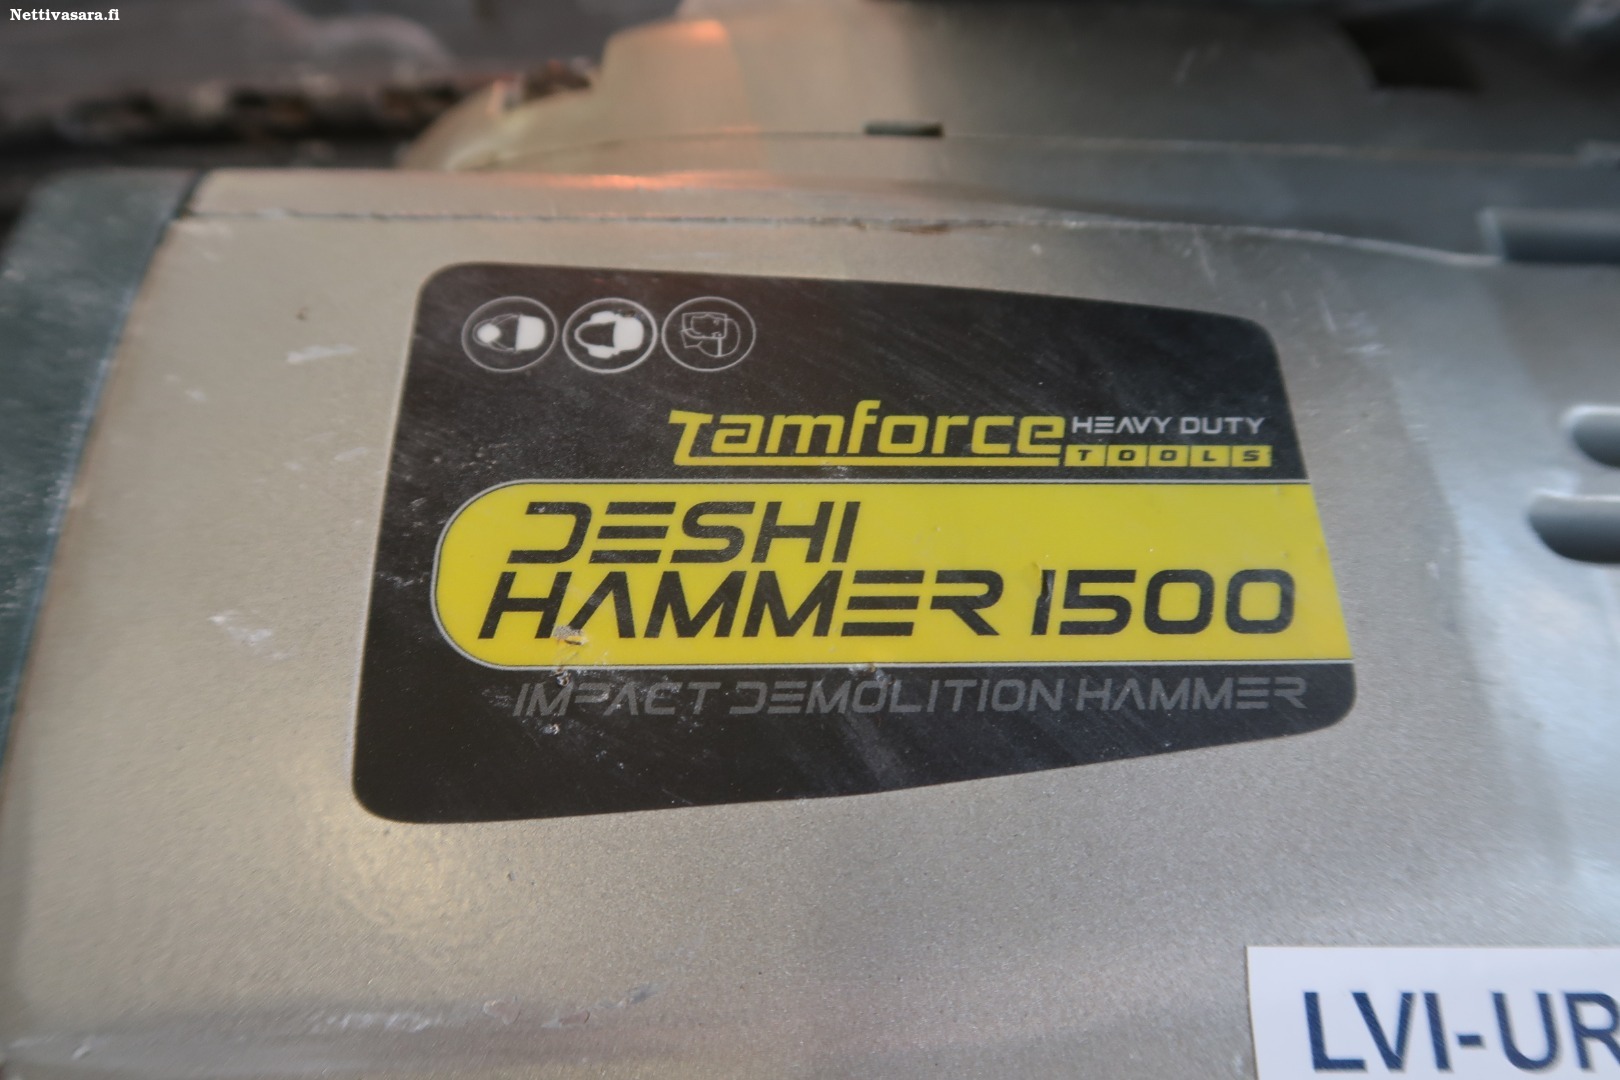 Nettivasara.fi
Tamforce HEAVY DUTY
TOOLS
DESHI
HAMMER 1500
IMPACT DEMOLITION HAMMER
LVI-UR